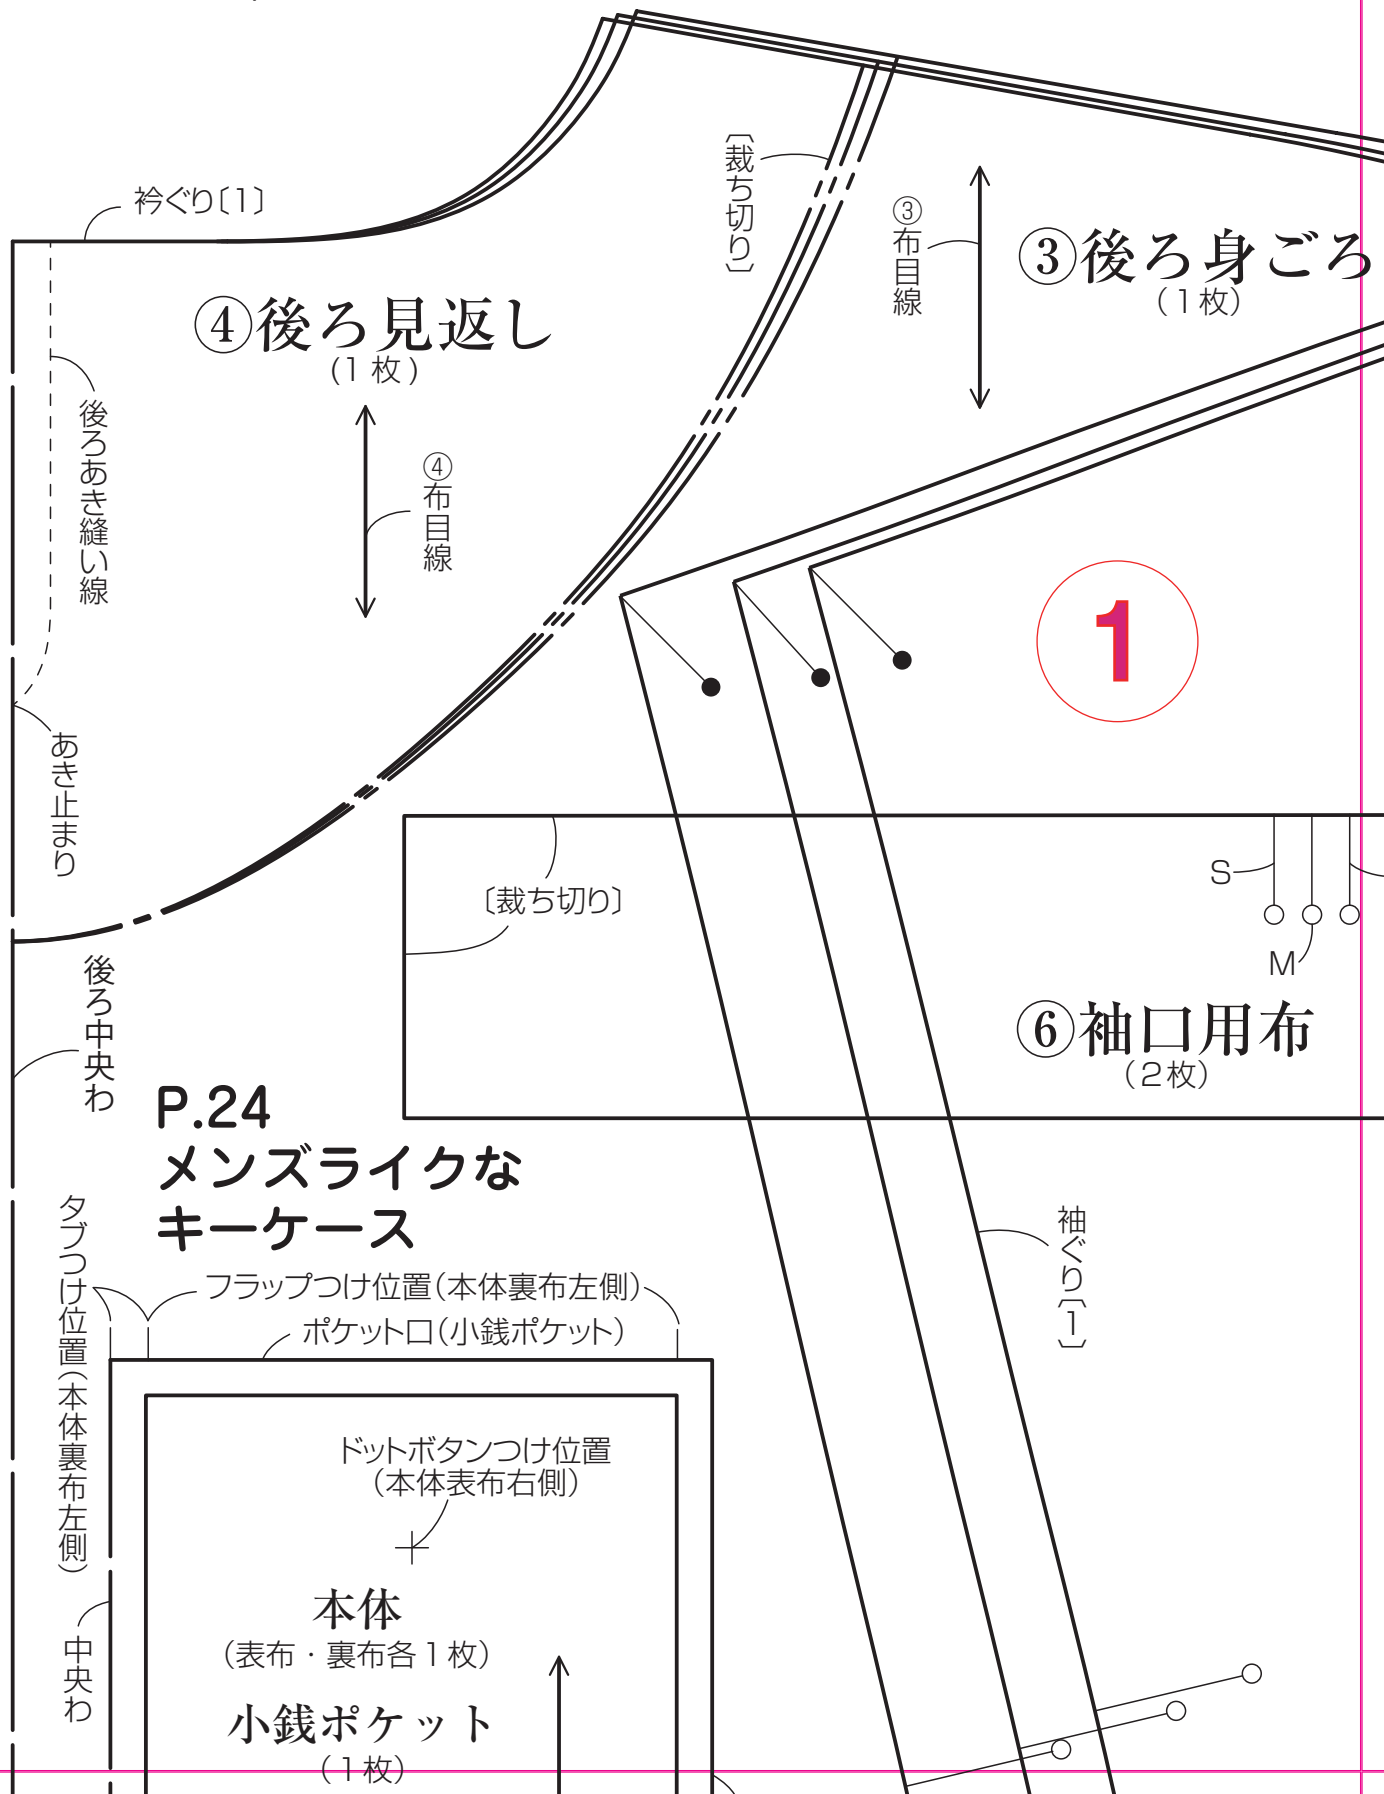 衿ぐり〔1〕
〔裁ち切り〕
③布目線
③後ろ身ごろ
（1枚）
④後ろ見返し
(1枚)
後ろあき縫い線
④布目線
1
あき止まり
〔裁ち切り〕
S
M
後ろ中央わ
⑥袖口用布
（2枚）
P.24
メンズライクな
キーケース
タブつけ位置（本体裏布左側）
袖ぐり〔1〕
フラップつけ位置（本体裏布左側）
ポケット口（小銭ポケット）
ドットボタンつけ位置
（本体表布右側）
本体
（表布・裏布各1枚）
中央わ
小銭ポケット
（1枚）